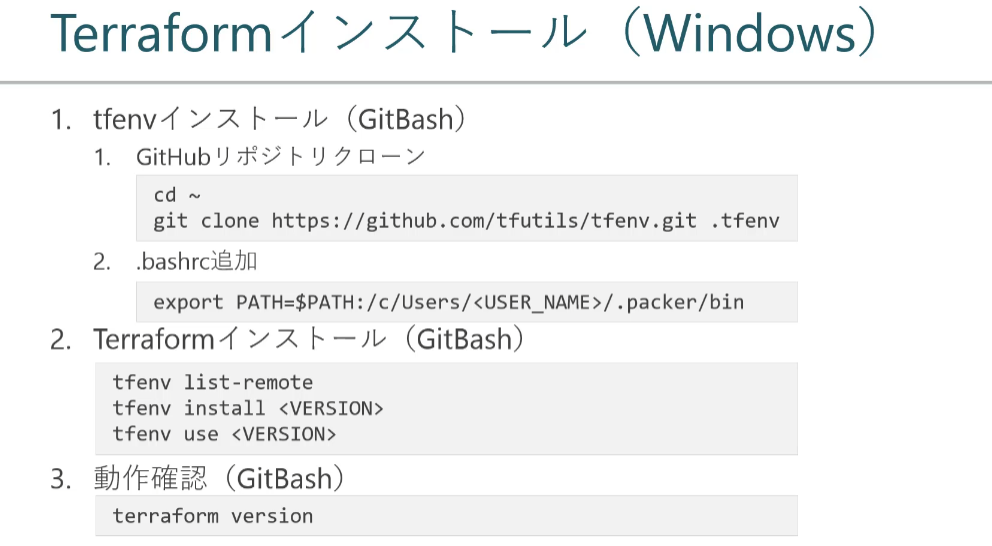 Terraformインストール（Windows）
1. tfenvインストール（GitBash）
1. GitHubリポジトリクローン
cd ~
git clone https://github.com/tfutils/tfenv.git .tfenv
2. .bashrc追加
export PATH=$PATH:/c/Users/<USER_NAME>/.packer/bin
2. Terraformインストール（GitBash）
tfenv list-remote
tfenv install <VERSION>
tfenv use <VERSION>
3. 動作確認（GitBash）
terraform version